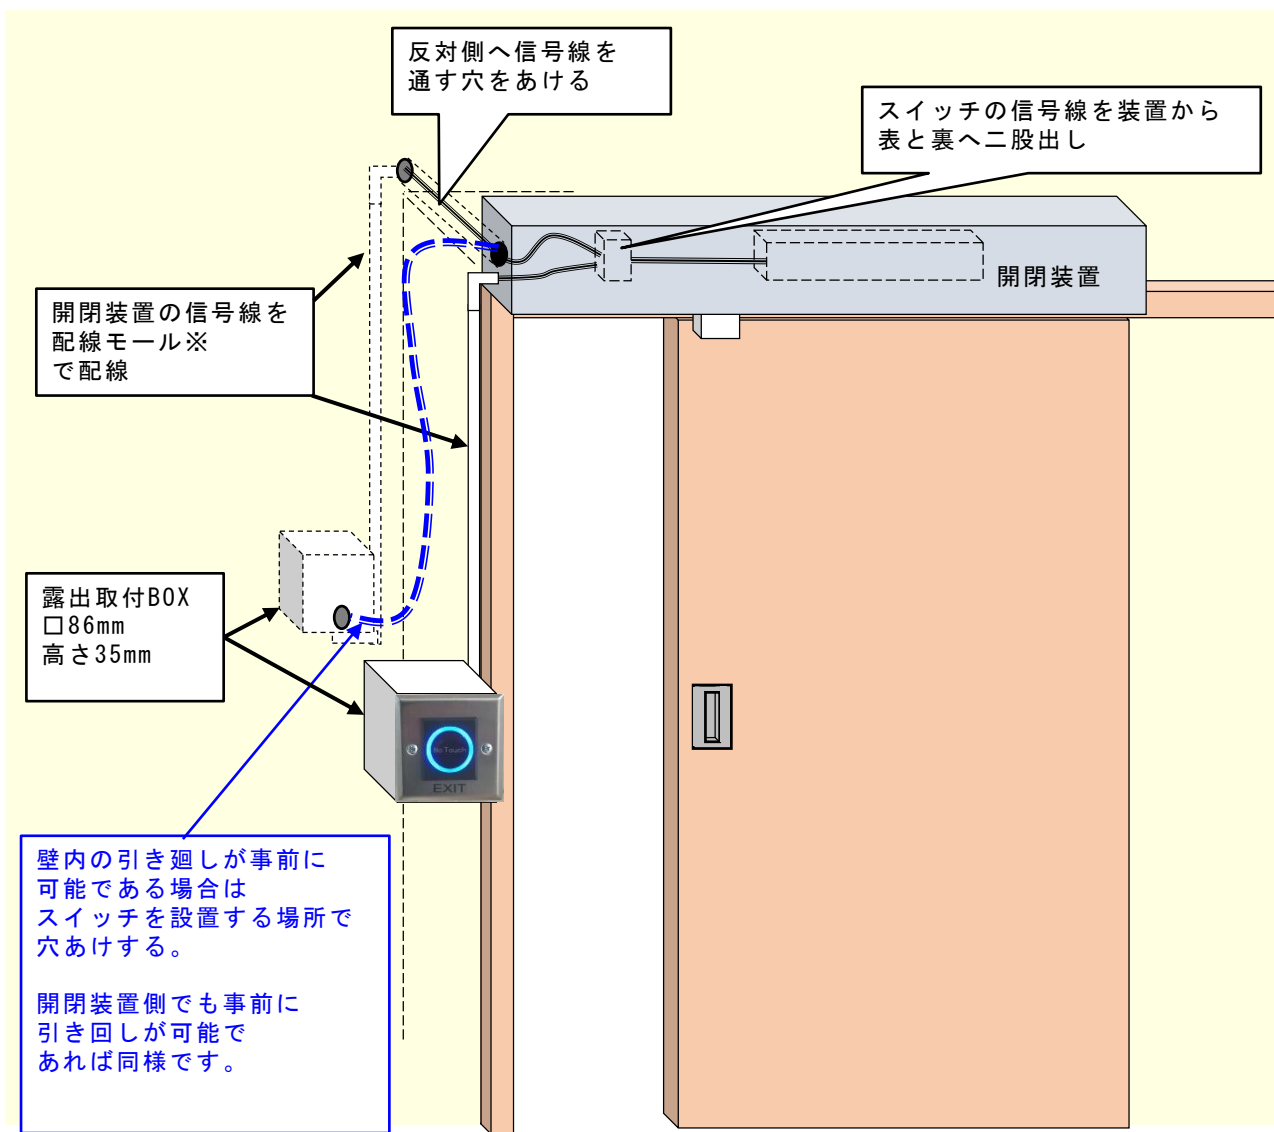 反対側へ信号線を
通す穴をあける
スイッチの信号線を装置から
表と裏へ二股出し
開閉装置
開閉装置の信号線を
配線モール※
で配線
露出取付BOX
□86mm
高さ35mm
No Touch
EXIT
壁内の引き廻しが事前に
可能である場合は
スイッチを設置する場所で
穴あけする。
開閉装置側でも事前に
引き回しが可能で
あれば同様です。